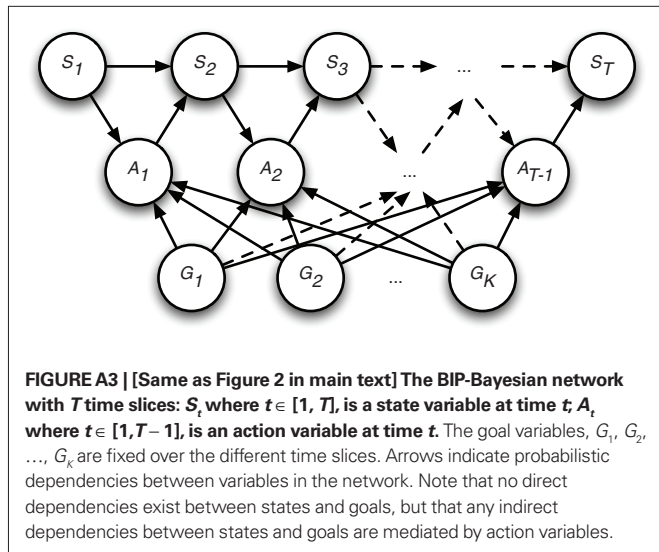 S1 S2 S3 ... ST
A1 A2 ... AT-1
G1 G2 ... GK
FIGURE A3 | [Same as Figure 2 in main text] The BIP-Bayesian network
with T time slices: St where t ∈ [1, T], is a state variable at time t; At
where t ∈ [1,T − 1], is an action variable at time t. The goal variables, G1, G2,
…, GK are fixed over the different time slices. Arrows indicate probabilistic
dependencies between variables in the network. Note that no direct
dependencies exist between states and goals, but that any indirect
dependencies between states and goals are mediated by action variables.